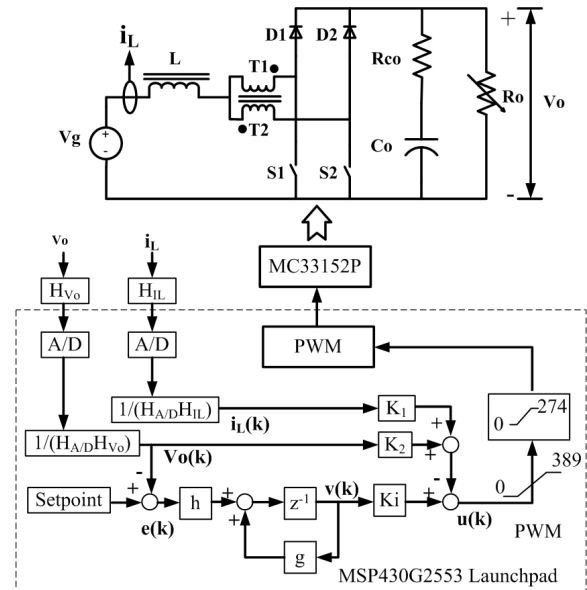 D1 D2
+
iL
L
T1
Rco
Ro
Vo
Vg
+
-
T2
Co
S1 S2
-
vo
iL
MC33152P
HVo
HIL
A/D
A/D
PWM
1/(HA/DHIL)
iL(k)
K1
0 274
1/(HA/DHVo)
Vo(k)
K2
+
+
-
-
0 389
Setpoint
+
e(k)
h
+
+
z-1
v(k)
Ki
+
u(k)
PWM
g
MSP430G2553 Launchpad